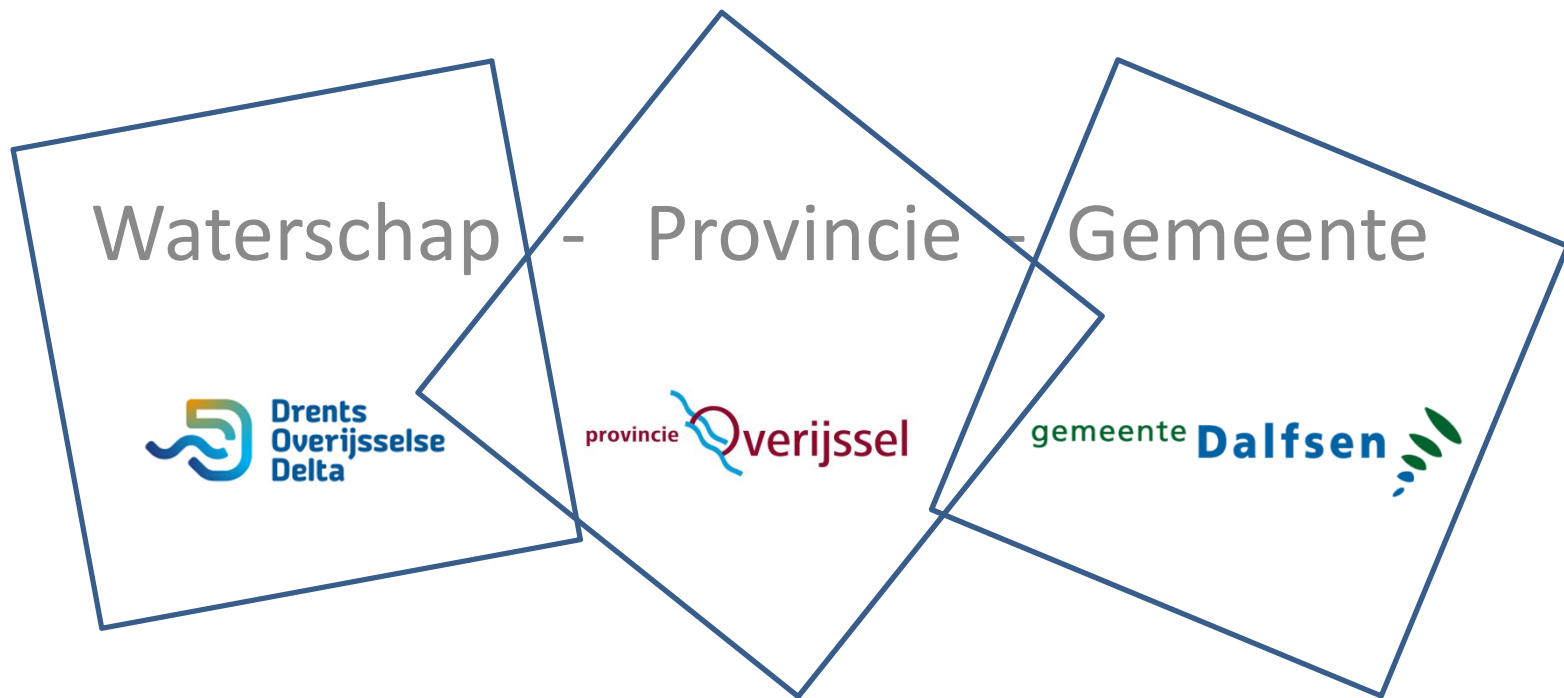 Waterschap - Provincie - Gemeente
Drents
Overijsselse
Delta
provincie Overijssel
gemeente Dalfsen